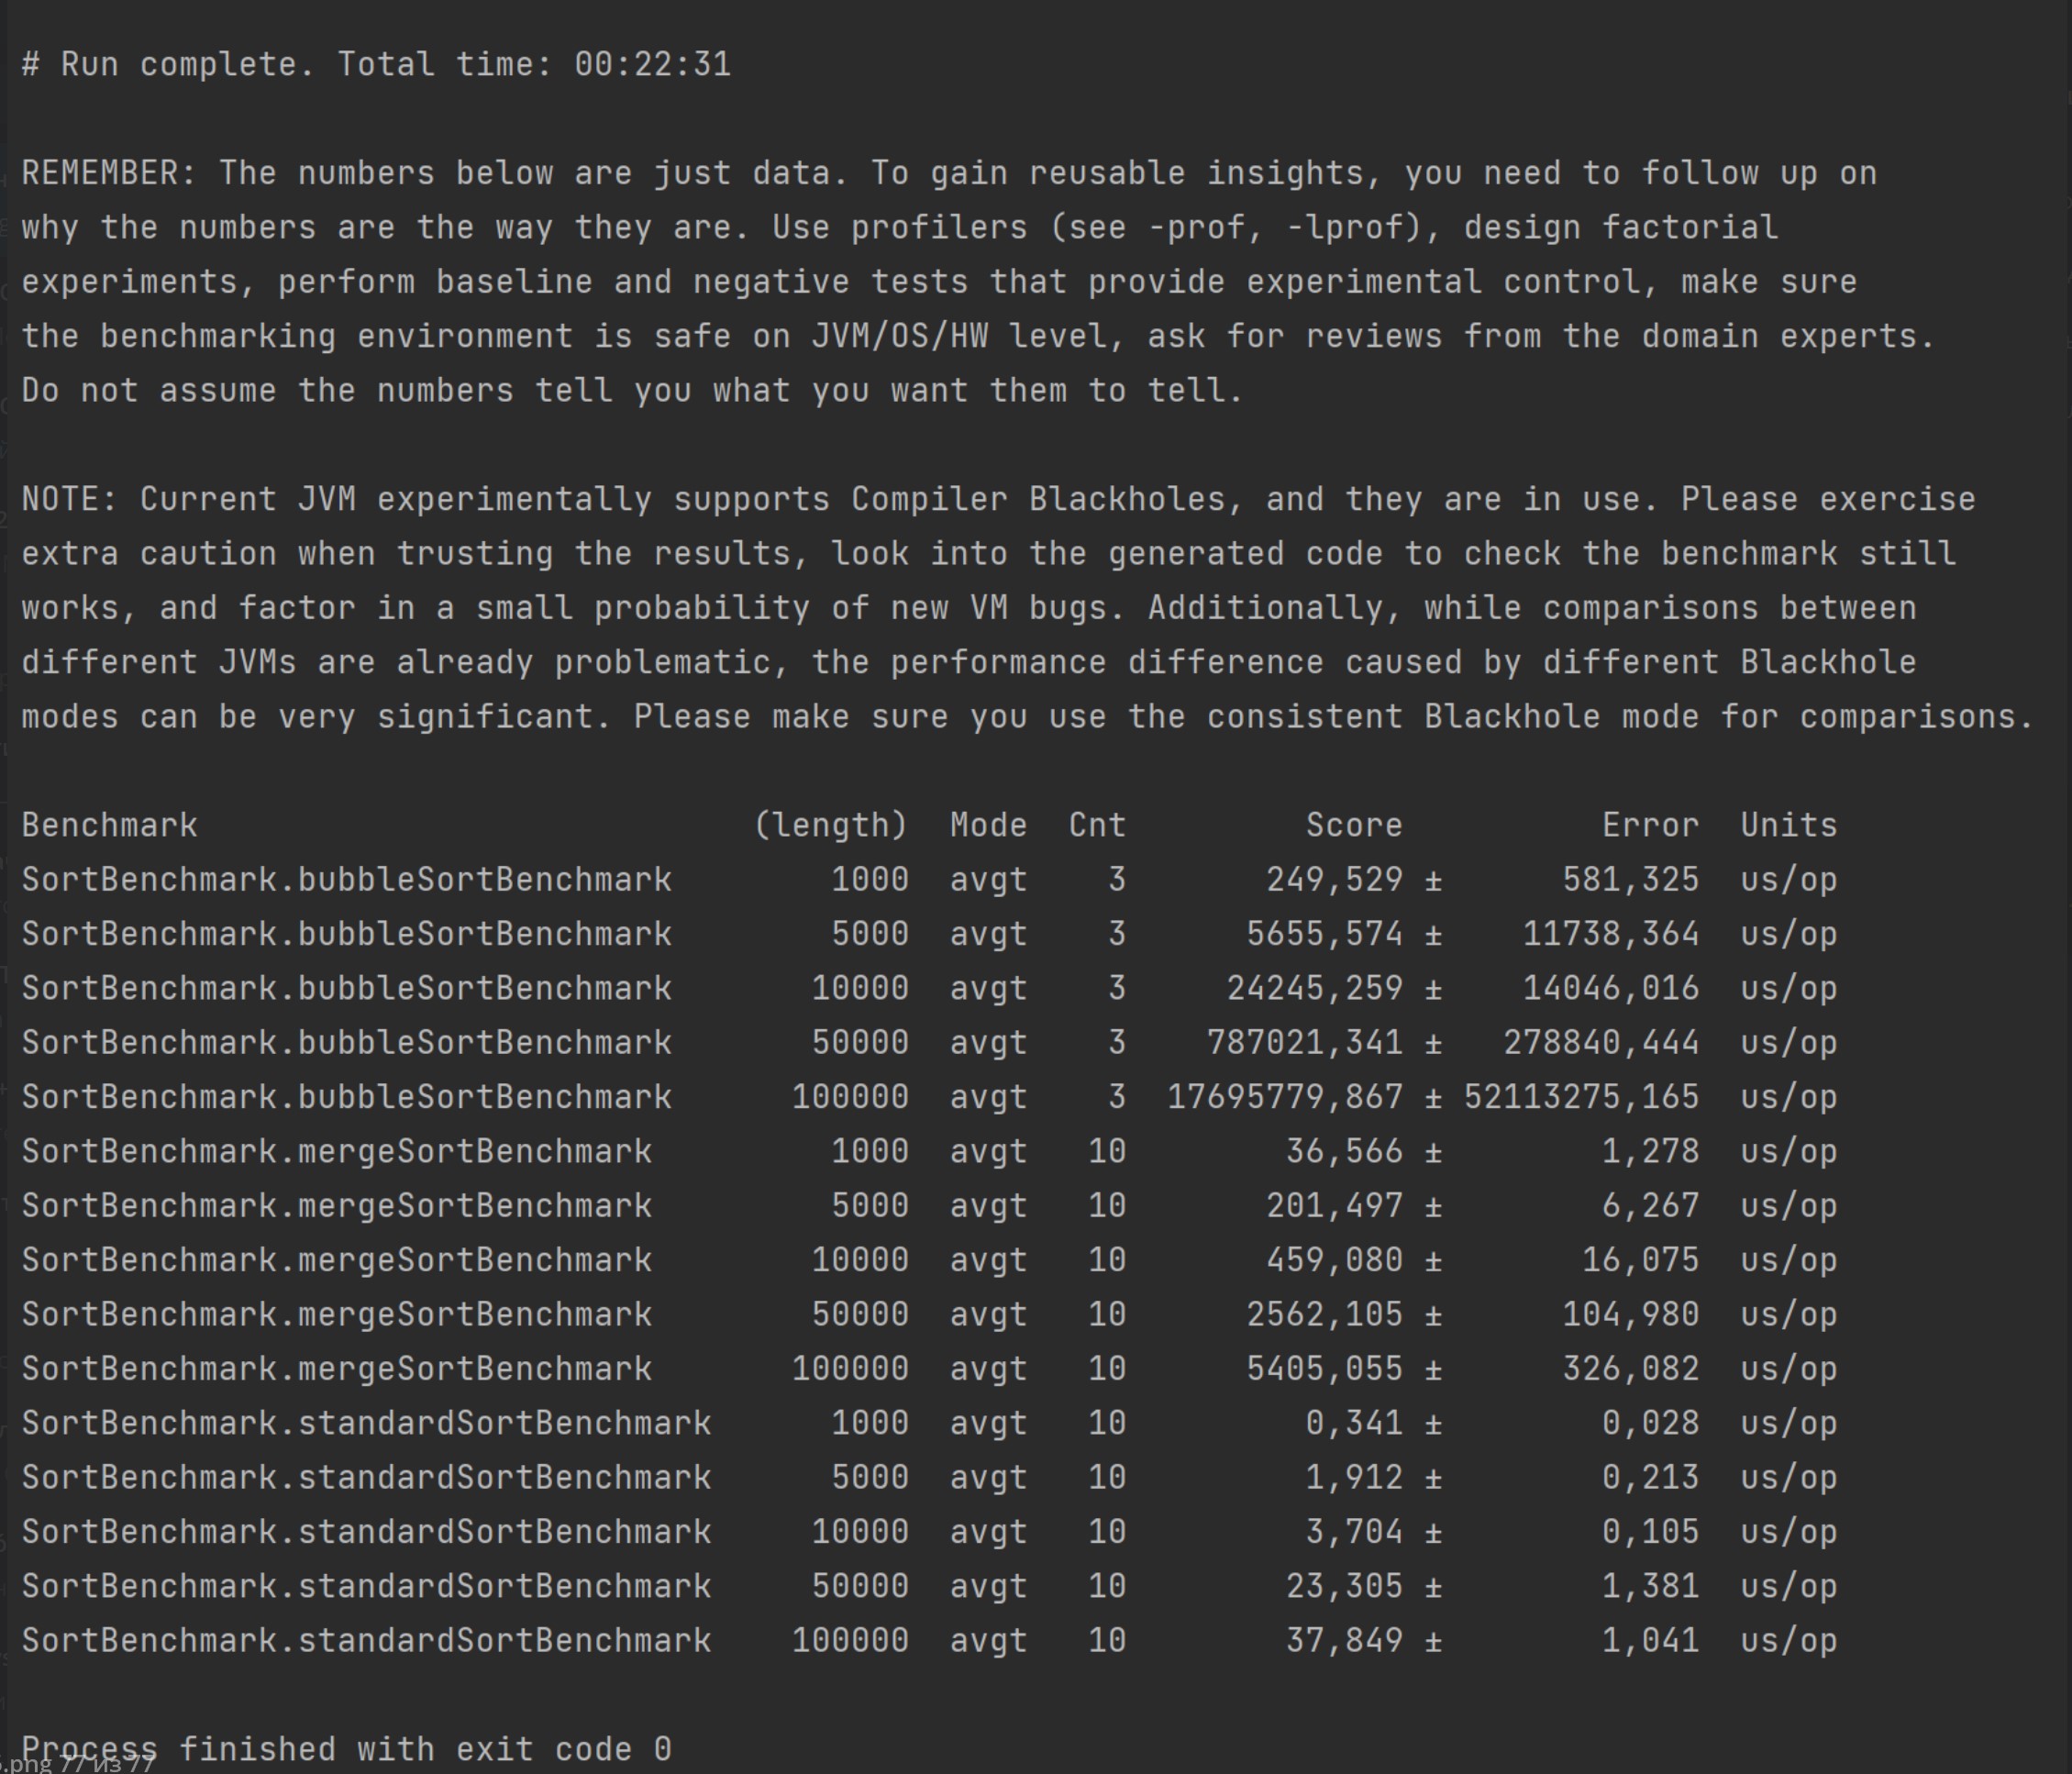 # Run complete. Total time: 00:22:31
REMEMBER: The numbers below are just data. To gain reusable insights, you need to follow up on
why the numbers are the way they are. Use profilers (see -prof, -lprof), design factorial
experiments, perform baseline and negative tests that provide experimental control, make sure
the benchmarking environment is safe on JVM/OS/HW level, ask for reviews from the domain experts.
Do not assume the numbers tell you what you want them to tell.
NOTE: Current JVM experimentally supports Compiler Blackholes, and they are in use. Please exercise
extra caution when trusting the results, look into the generated code to check the benchmark still
works, and factor in a small probability of new VM bugs. Additionally, while comparisons between
different JVMs are already problematic, the performance difference caused by different Blackhole
modes can be very significant. Please make sure you use the consistent Blackhole mode for comparisons.
Benchmark (length) Mode Cnt Score Error Units
SortBenchmark.bubbleSortBenchmark 1000 avgt 3 249,529 ± 581,325 us/op
SortBenchmark.bubbleSortBenchmark 5000 avgt 3 5655,574 ± 11738,364 us/op
SortBenchmark.bubbleSortBenchmark 10000 avgt 3 24245,259 ± 14046,016 us/op
SortBenchmark.bubbleSortBenchmark 50000 avgt 3 787021,341 ± 278840,444 us/op
SortBenchmark.bubbleSortBenchmark 100000 avgt 3 17695779,867 ± 52113275,165 us/op
SortBenchmark.mergeSortBenchmark 1000 avgt 10 36,566 ± 1,278 us/op
SortBenchmark.mergeSortBenchmark 5000 avgt 10 201,497 ± 6,267 us/op
SortBenchmark.mergeSortBenchmark 10000 avgt 10 459,080 ± 16,075 us/op
SortBenchmark.mergeSortBenchmark 50000 avgt 10 2562,105 ± 104,980 us/op
SortBenchmark.mergeSortBenchmark 100000 avgt 10 5405,055 ± 326,082 us/op
SortBenchmark.standardSortBenchmark 1000 avgt 10 0,341 ± 0,028 us/op
SortBenchmark.standardSortBenchmark 5000 avgt 10 1,912 ± 0,213 us/op
SortBenchmark.standardSortBenchmark 10000 avgt 10 3,704 ± 0,105 us/op
SortBenchmark.standardSortBenchmark 50000 avgt 10 23,305 ± 1,381 us/op
SortBenchmark.standardSortBenchmark 100000 avgt 10 37,849 ± 1,041 us/op
Process finished with exit code 0
.png 77 из 77